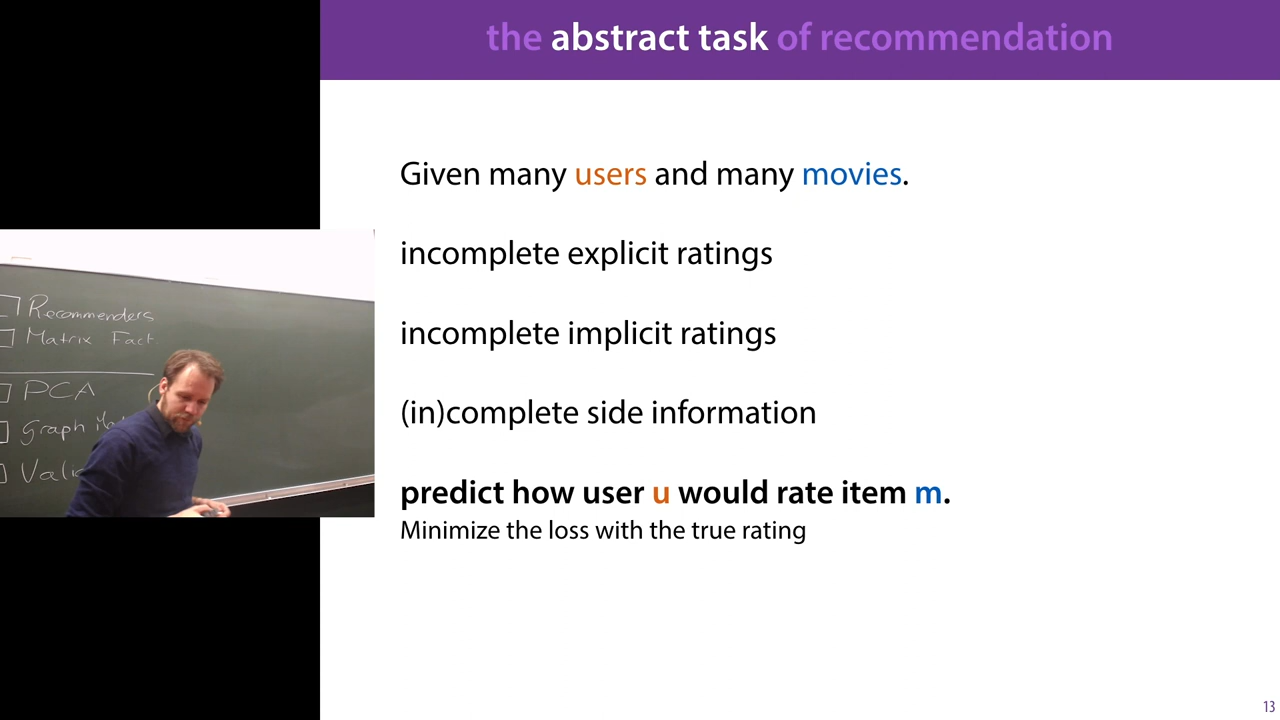 the abstract task of recommendation
Given many users and many movies.
incomplete explicit ratings
incomplete implicit ratings
(in)complete side information
predict how user u would rate item m.
Minimize the loss with the true rating
Recommenders
Matrix Fact.
PCA
Graph
13